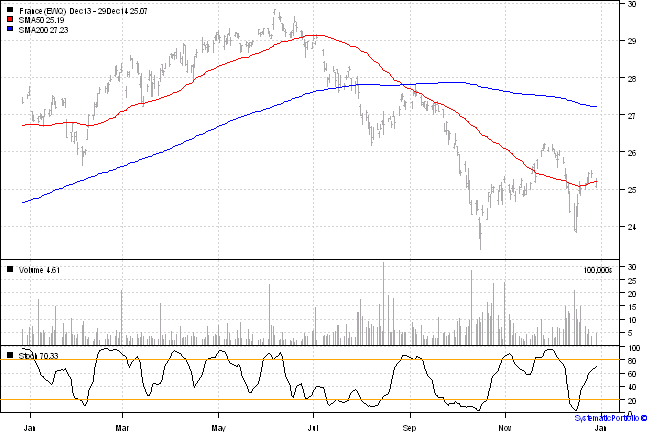 France (EWQ) Dec13 - 29Dec14 25.07
SMA50 25.19
SMA200 27.23
30
29
28
27
26
25
24
Volume 4.61
100,000s
30
25
20
15
10
5
Stoch 70.33
100
80
60
40
20
0
Jan Mar May Jul Sep Nov Jan
SystematicPortfolio ©